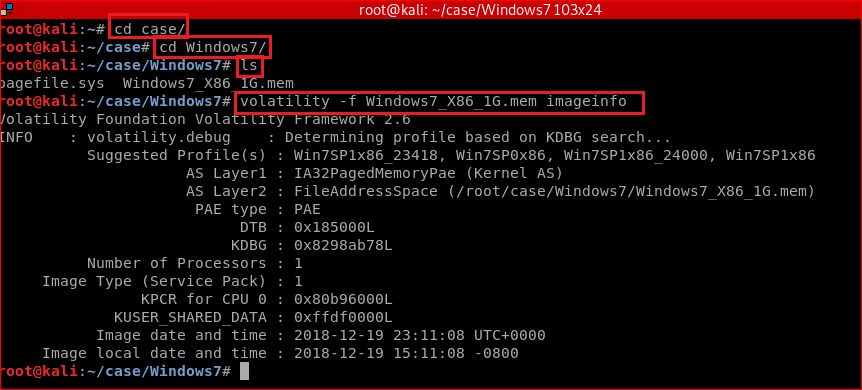 root@kali: ~/case/Windows7 103x24
root@kali:~# cd case/
root@kali:~/case# cd Windows7/
root@kali:~/case/Windows7# ls
pagefile.sys  Windows7_X86_1G.mem
root@kali:~/case/Windows7# volatility -f Windows7_X86_1G.mem imageinfo
Volatility Foundation Volatility Framework 2.6
INFO    : volatility.debug    : Determining profile based on KDBG search...
Suggested Profile(s) : Win7SP1x86_23418, Win7SP0x86, Win7SP1x86_24000, Win7SP1x86
AS Layer1 : IA32PagedMemoryPae (Kernel AS)
AS Layer2 : FileAddressSpace (/root/case/Windows7/Windows7_X86_1G.mem)
PAE type : PAE
DTB : 0x185000L
KDBG : 0x8298ab78L
Number of Processors : 1
Image Type (Service Pack) : 1
KPCR for CPU 0 : 0x80b96000L
KUSER_SHARED_DATA : 0xffdf0000L
Image date and time : 2018-12-19 23:11:08 UTC+0000
Image local date and time : 2018-12-19 15:11:08 -0800
root@kali:~/case/Windows7#